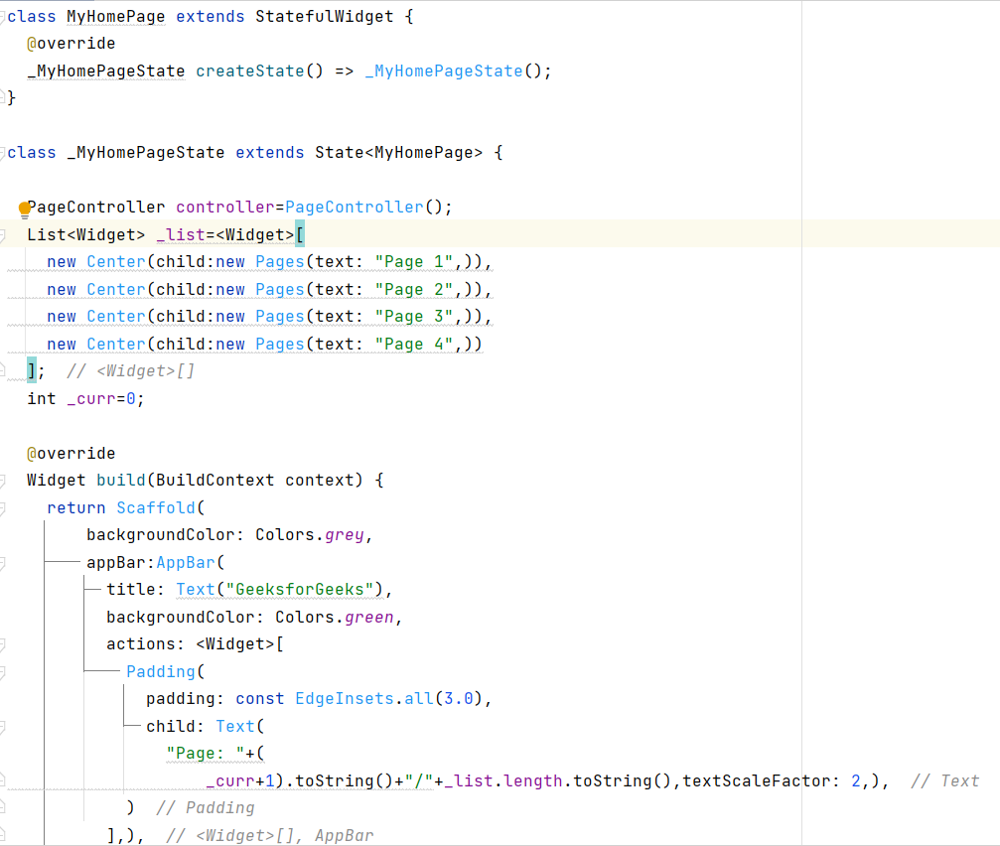 class MyHomePage extends StatefulWidget {
  @override
  _MyHomePageState createState() => _MyHomePageState();
}

class _MyHomePageState extends State<MyHomePage> {

  PageController controller=PageController();
  List<Widget> _list=<Widget>[
    new Center(child:new Pages(text: "Page 1",)),
    new Center(child:new Pages(text: "Page 2",)),
    new Center(child:new Pages(text: "Page 3",)),
    new Center(child:new Pages(text: "Page 4",))
  ];  // <Widget>[]
  int _curr=0;

  @override
  Widget build(BuildContext context) {
    return Scaffold(
        backgroundColor: Colors.grey,
        appBar:AppBar(
          title: Text("GeeksforGeeks"),
          backgroundColor: Colors.green,
          actions: <Widget>[
            Padding(
              padding: const EdgeInsets.all(3.0),
              child: Text(
                "Page: "+(
                    _curr+1).toString()+"/"+_list.length.toString(),textScaleFactor: 2,),  // Text
            )  // Padding
          ],),  // <Widget>[], AppBar